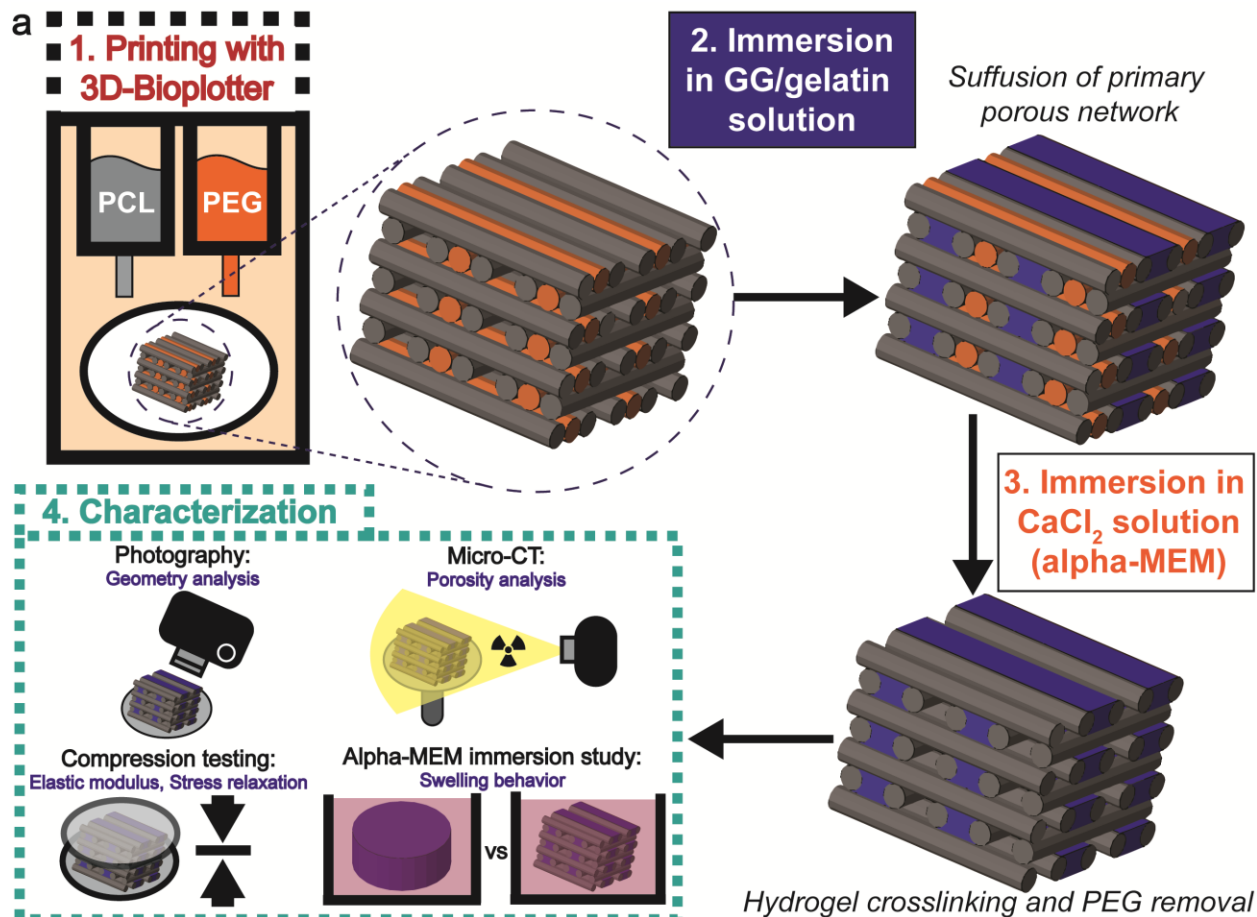 a
1. Printing with
3D-Bioplotter
PCL
PEG
2. Immersion
in GG/gelatin
solution
Suffusion of primary
porous network
3. Immersion in
CaCl₂ solution
(alpha-MEM)
Hydrogel crosslinking and PEG removal
4. Characterization
Photography:
Geometry analysis
Micro-CT:
Porosity analysis
Compression testing:
Elastic modulus, Stress relaxation
Alpha-MEM immersion study:
Swelling behavior
vs